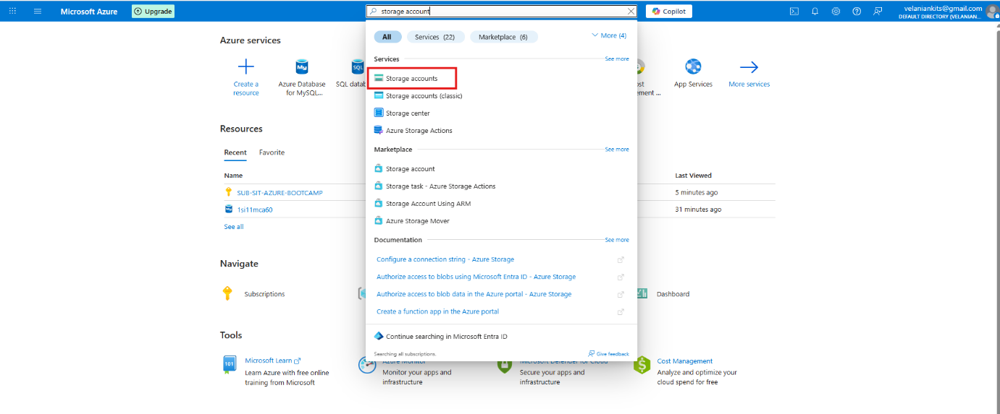 Microsoft Azure
Upgrade
storage account
Copilot
velaniankits@gmail.com
DEFAULT DIRECTORY (VELANIAN...
All
Services (22)
Marketplace (6)
More (4)
Azure services
Create a
resource
Azure Database
for MySQL...
SQL datab
ost
ement ...
App Services
More services
Services
See more
Storage accounts
Storage accounts (classic)
Storage center
Azure Storage Actions
Marketplace
See more
Storage account
Storage task - Azure Storage Actions
Storage Account Using ARM
Azure Storage Mover
Documentation
See more
Configure a connection string - Azure Storage
Authorize access to blobs using Microsoft Entra ID - Azure Storage
Authorize access to blob data in the Azure portal - Azure Storage
Create a function app in the Azure portal
Continue searching in Microsoft Entra ID
Searching all subscriptions.
Give feedback
Resources
Recent
Favorite
Name
Last Viewed
SUB-SIT-AZURE-BOOTCAMP
5 minutes ago
My
1si11mca60
31 minutes ago
See all
Navigate
Subscriptions
Dashboard
Tools
101
Microsoft Learn
Learn Azure with free online
training from Microsoft
Azure Monitor
Monitor your apps and
infrastructure
Microsoft Defender for Cloud
Secure your apps and
infrastructure
Cost Management
Analyze and optimize your
cloud spend for free